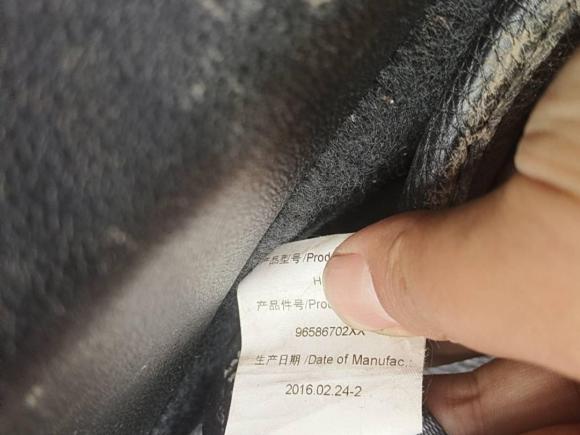 产品型号 /Prod
H
产品件号/Prod
96586702XX
生产日期 /Date of Manufac.:
2016.02.24-2